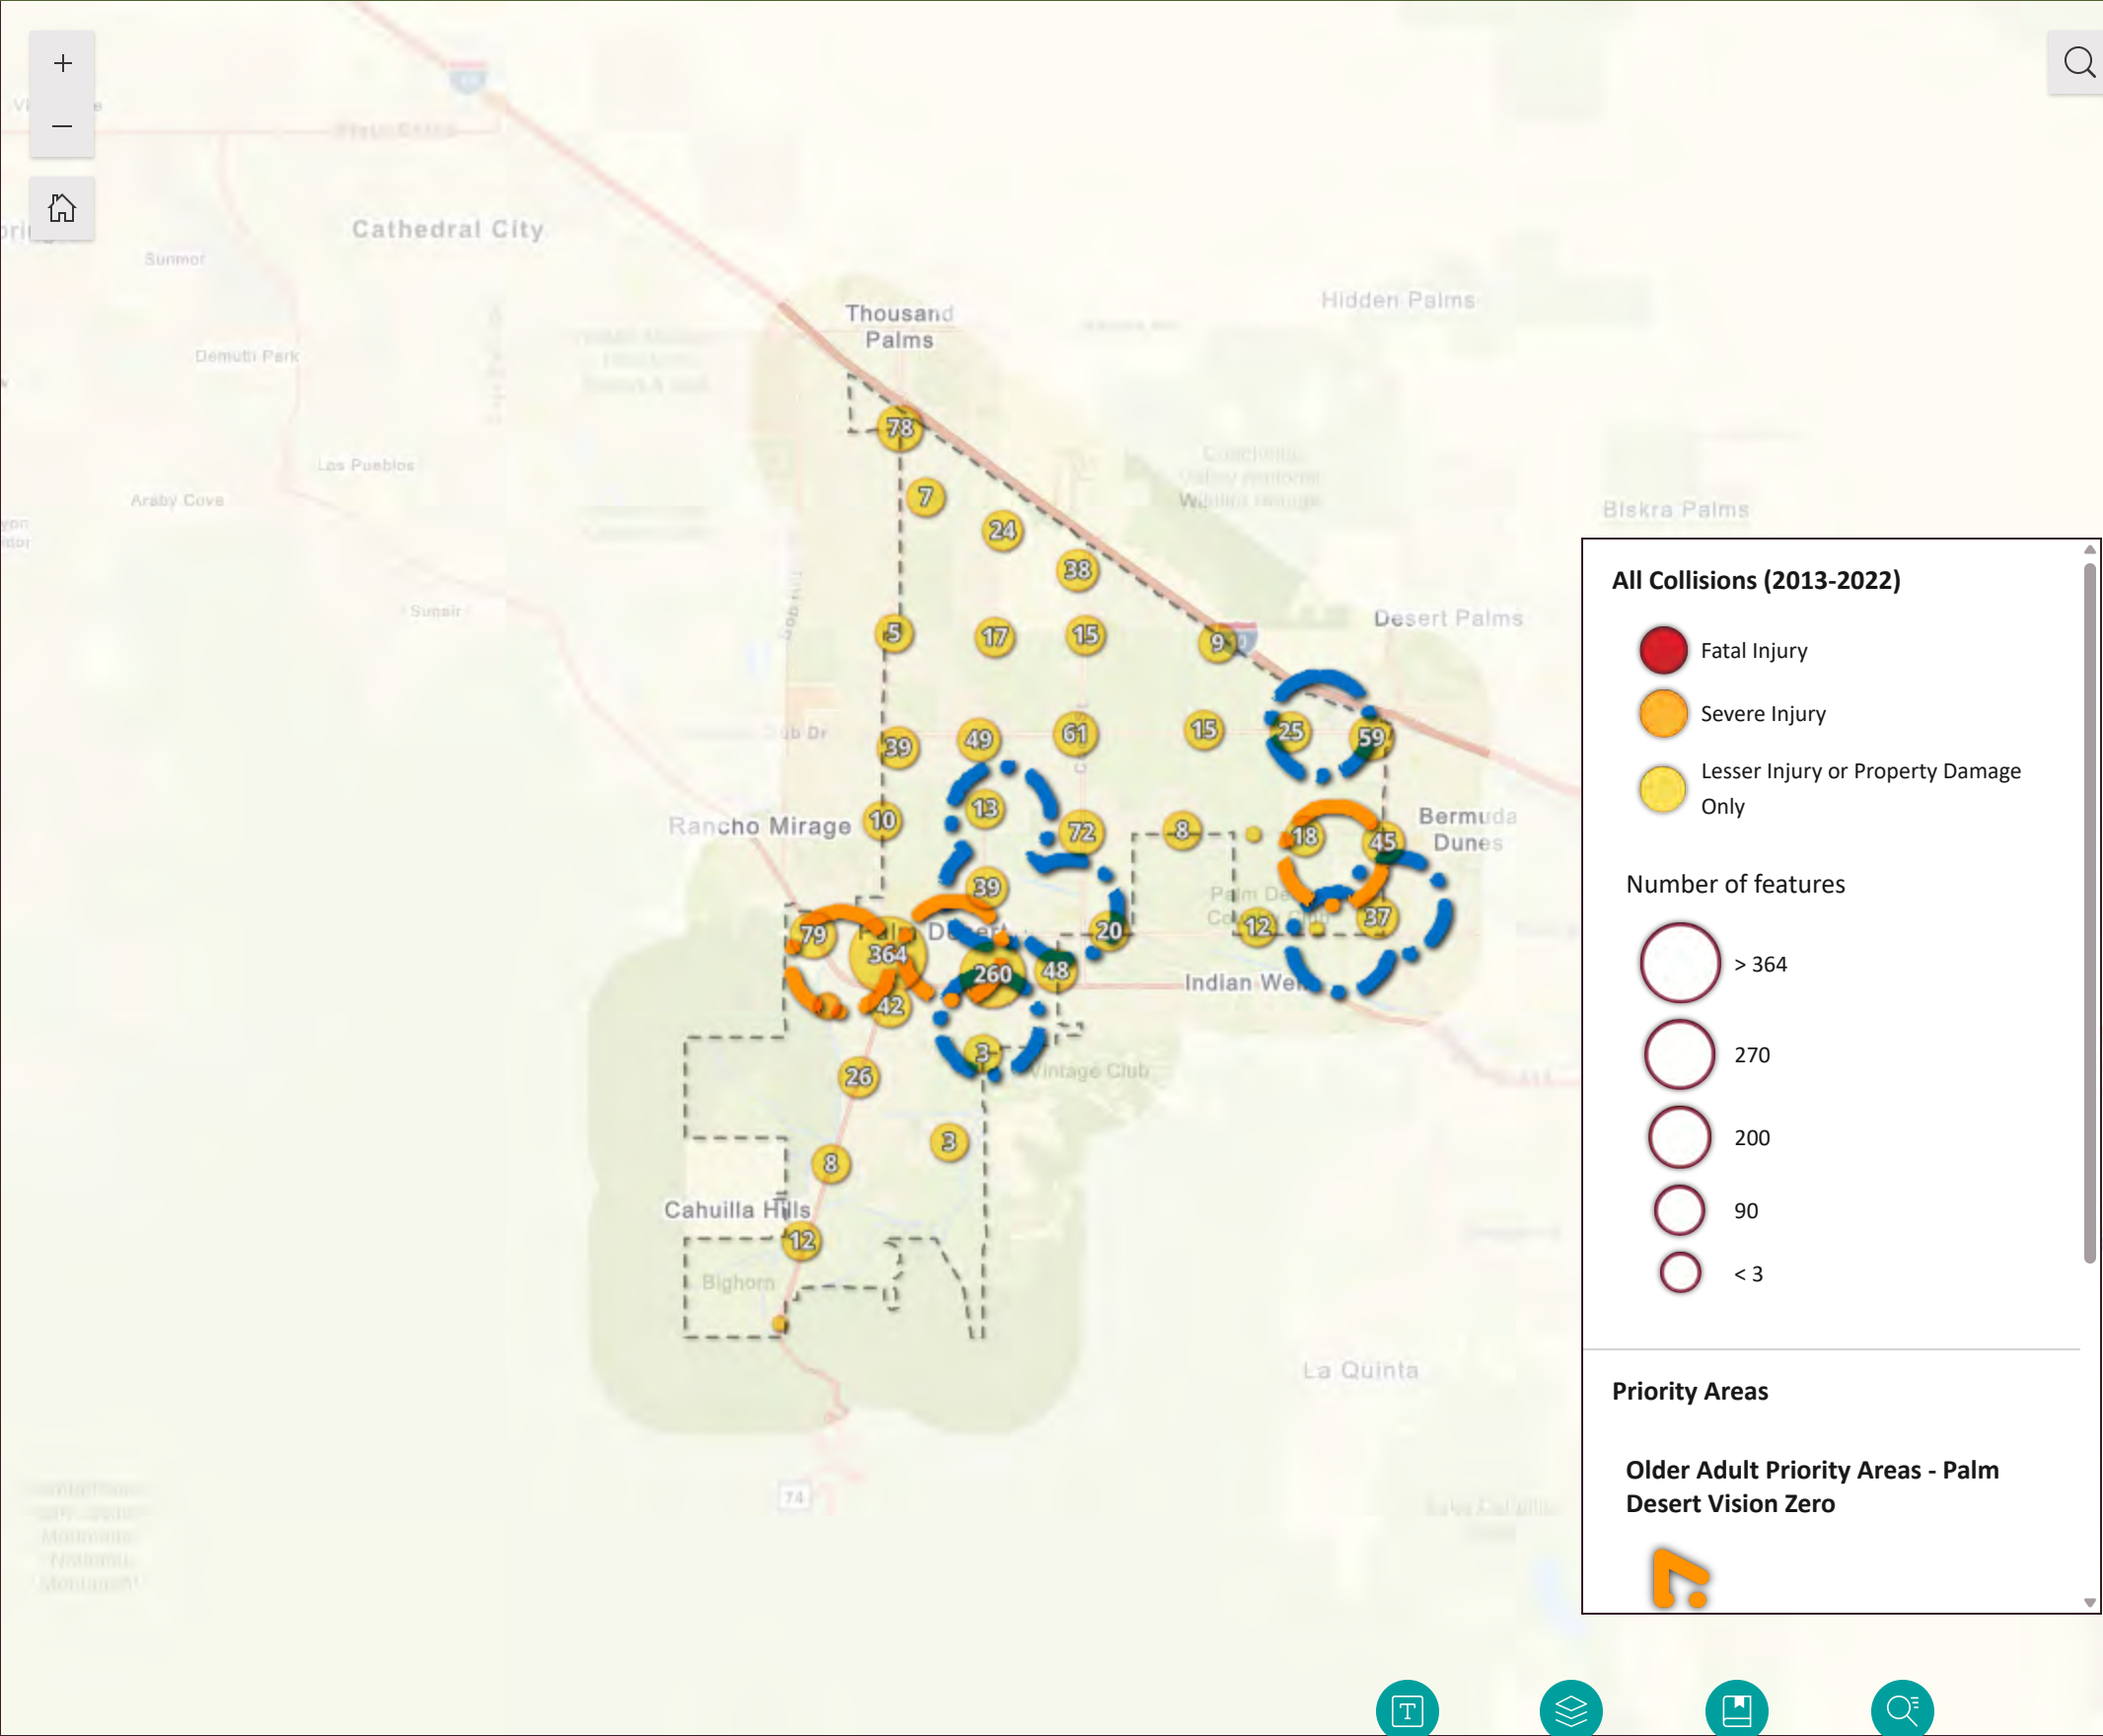 +
−
Cathedral City
Sunmor
Demuth Park
Los Pueblos
Araby Cove
Sunair
Thousand
Palms
Hidden Palms
Biskra Palms
Desert Palms
78
7
24
38
5
17
15
9
39
49
61
15
25
59
Rancho Mirage
10
13
72
8
18
45
Bermuda
Dunes
39
79
364
Palm Desert
260
48
20
12
37
42
Indian Wells
3
Vintage Club
26
3
8
Cahuilla Hills
12
Bighorn
La Quinta
74
All Collisions (2013-2022)
Fatal Injury
Severe Injury
Lesser Injury or Property Damage
Only
Number of features
> 364
270
200
90
< 3
Priority Areas
Older Adult Priority Areas - Palm
Desert Vision Zero
T